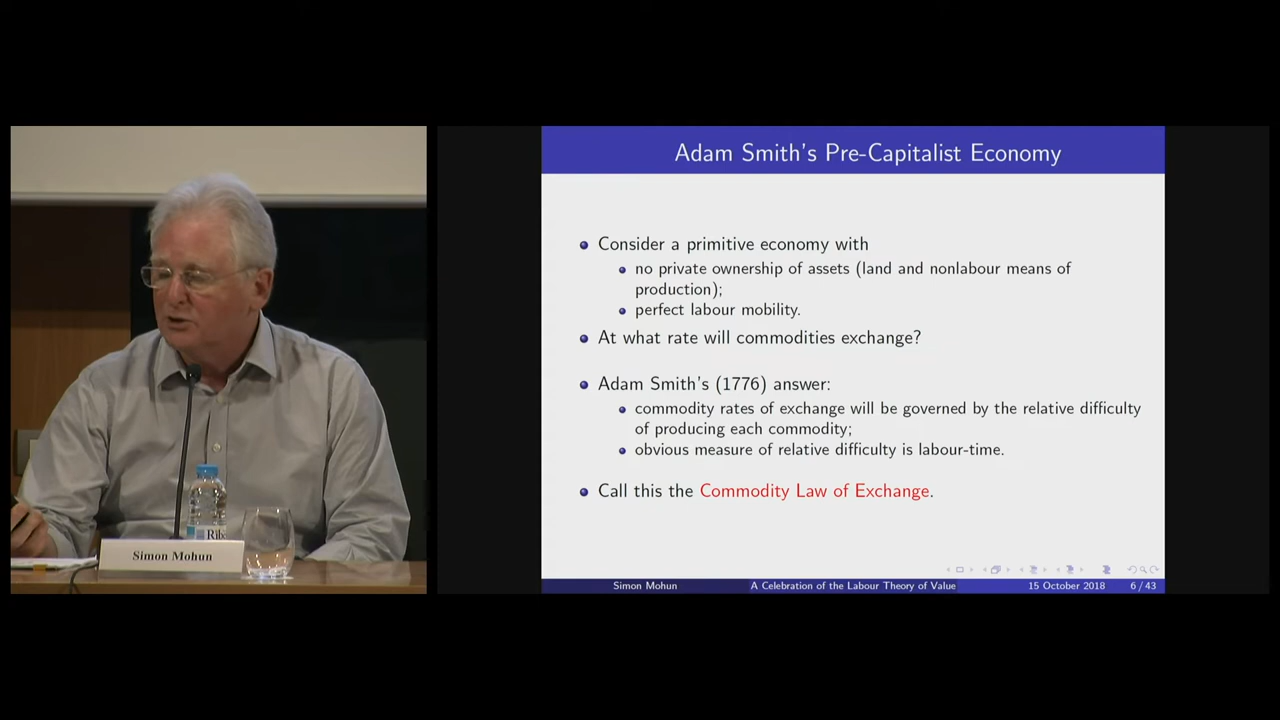 Adam Smith's Pre-Capitalist Economy
Consider a primitive economy with
no private ownership of assets (land and nonlabour means of
production);
perfect labour mobility.
At what rate will commodities exchange?
Adam Smith's (1776) answer:
commodity rates of exchange will be governed by the relative difficulty
of producing each commodity;
obvious measure of relative difficulty is labour-time.
Call this the Commodity Law of Exchange.
Simon Mohun
A Celebration of the Labour Theory of Value
15 October 2018
6 / 43
Simon Mohun